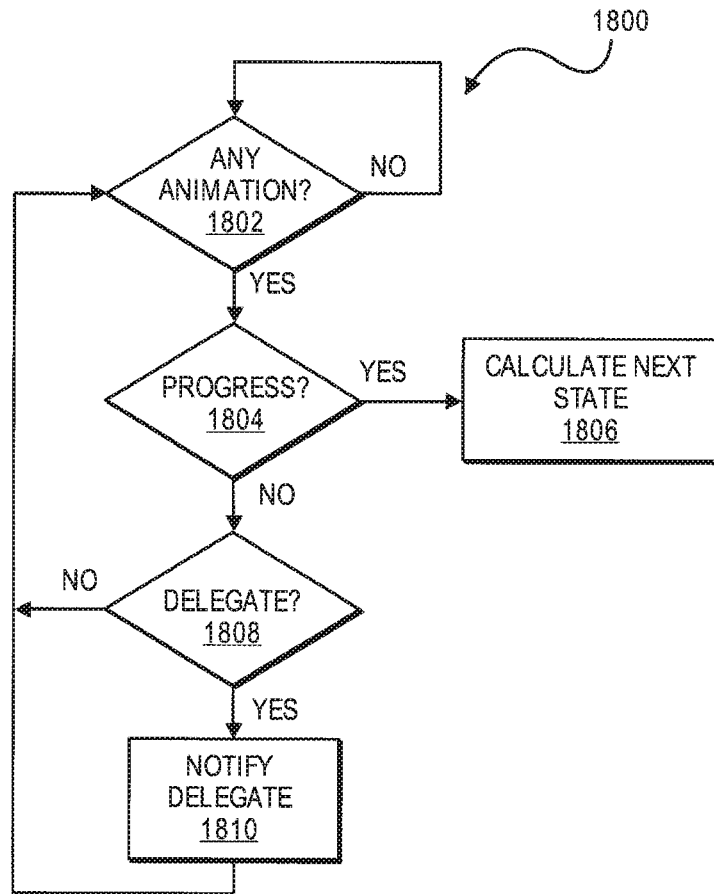 1800
ANY
ANIMATION?
1802
NO
YES
PROGRESS?
1804
YES
CALCULATE NEXT
STATE
1806
NO
NO
DELEGATE?
1808
YES
NOTIFY
DELEGATE
1810